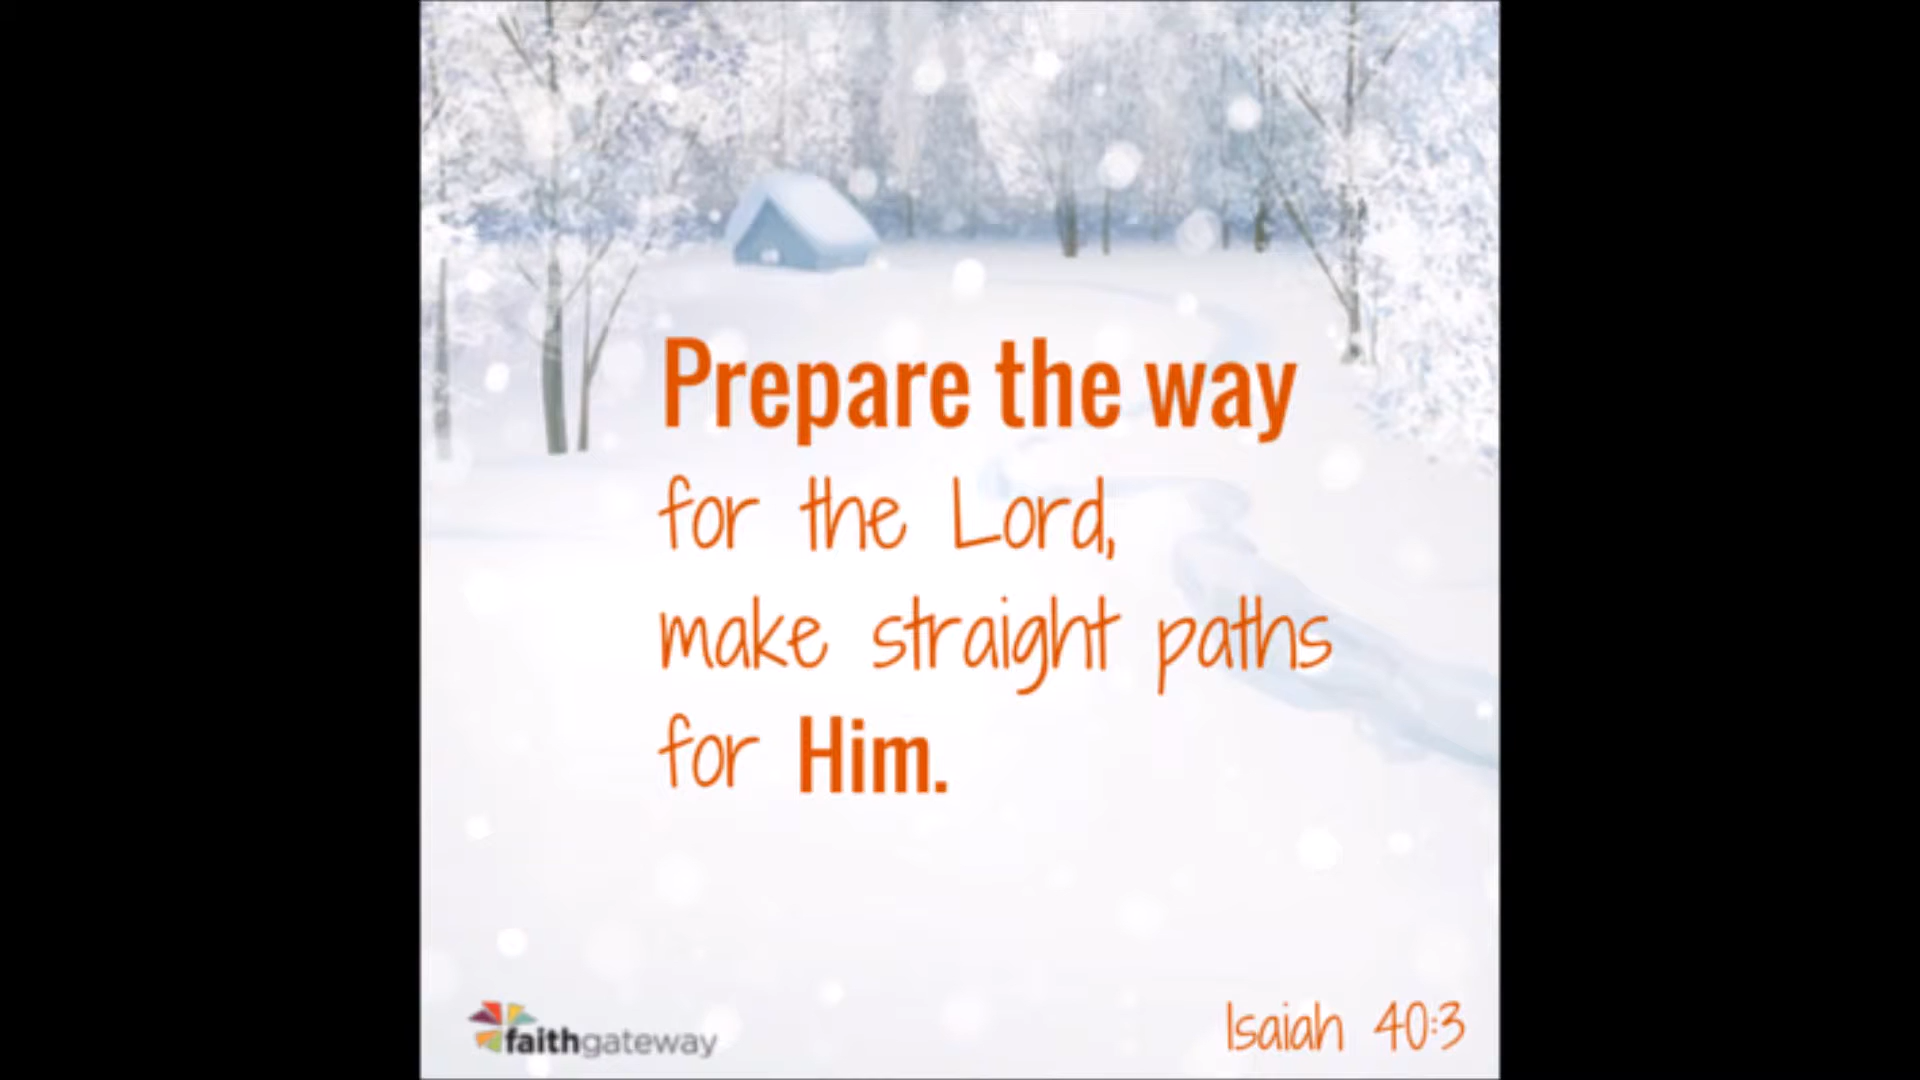 Prepare the way
for the Lord,
make straight paths
for Him.
faithgateway
Isaiah 40:3